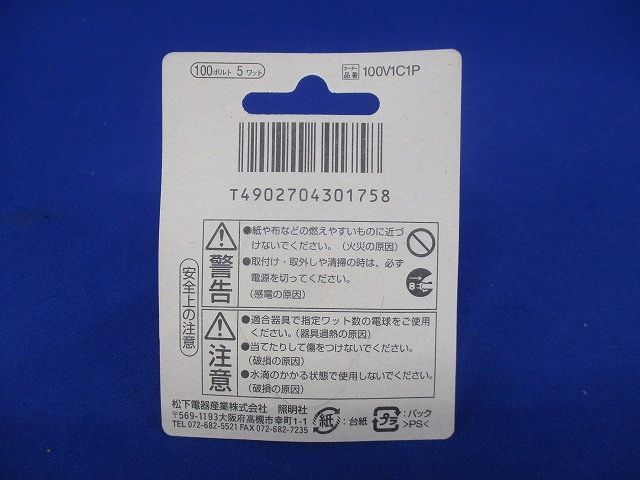 100ボルト 5ワット
オーダー品番 100V1C1P
T4902704301758
安全上の注意
警告
●紙や布などの燃えやすいものに近づ
けないでください。(火災の原因)
●取付け・取外しや清掃の時は、必ず
電源を切ってください。
(感電の原因)
注意
●適合器具で指定ワット数の電球をご使用
ください。(器具過熱の原因)
●当てたりして傷をつけないでください。
(破損の原因)
●水滴のかかる状態で使用しないでください。
(破損の原因)
松下電器産業株式会社 照明社
〒569-1193大阪府高槻市幸町1-1
TEL 072-682-5521 FAX 072-682-7235
紙 :台紙
プラ :パック
>PS<